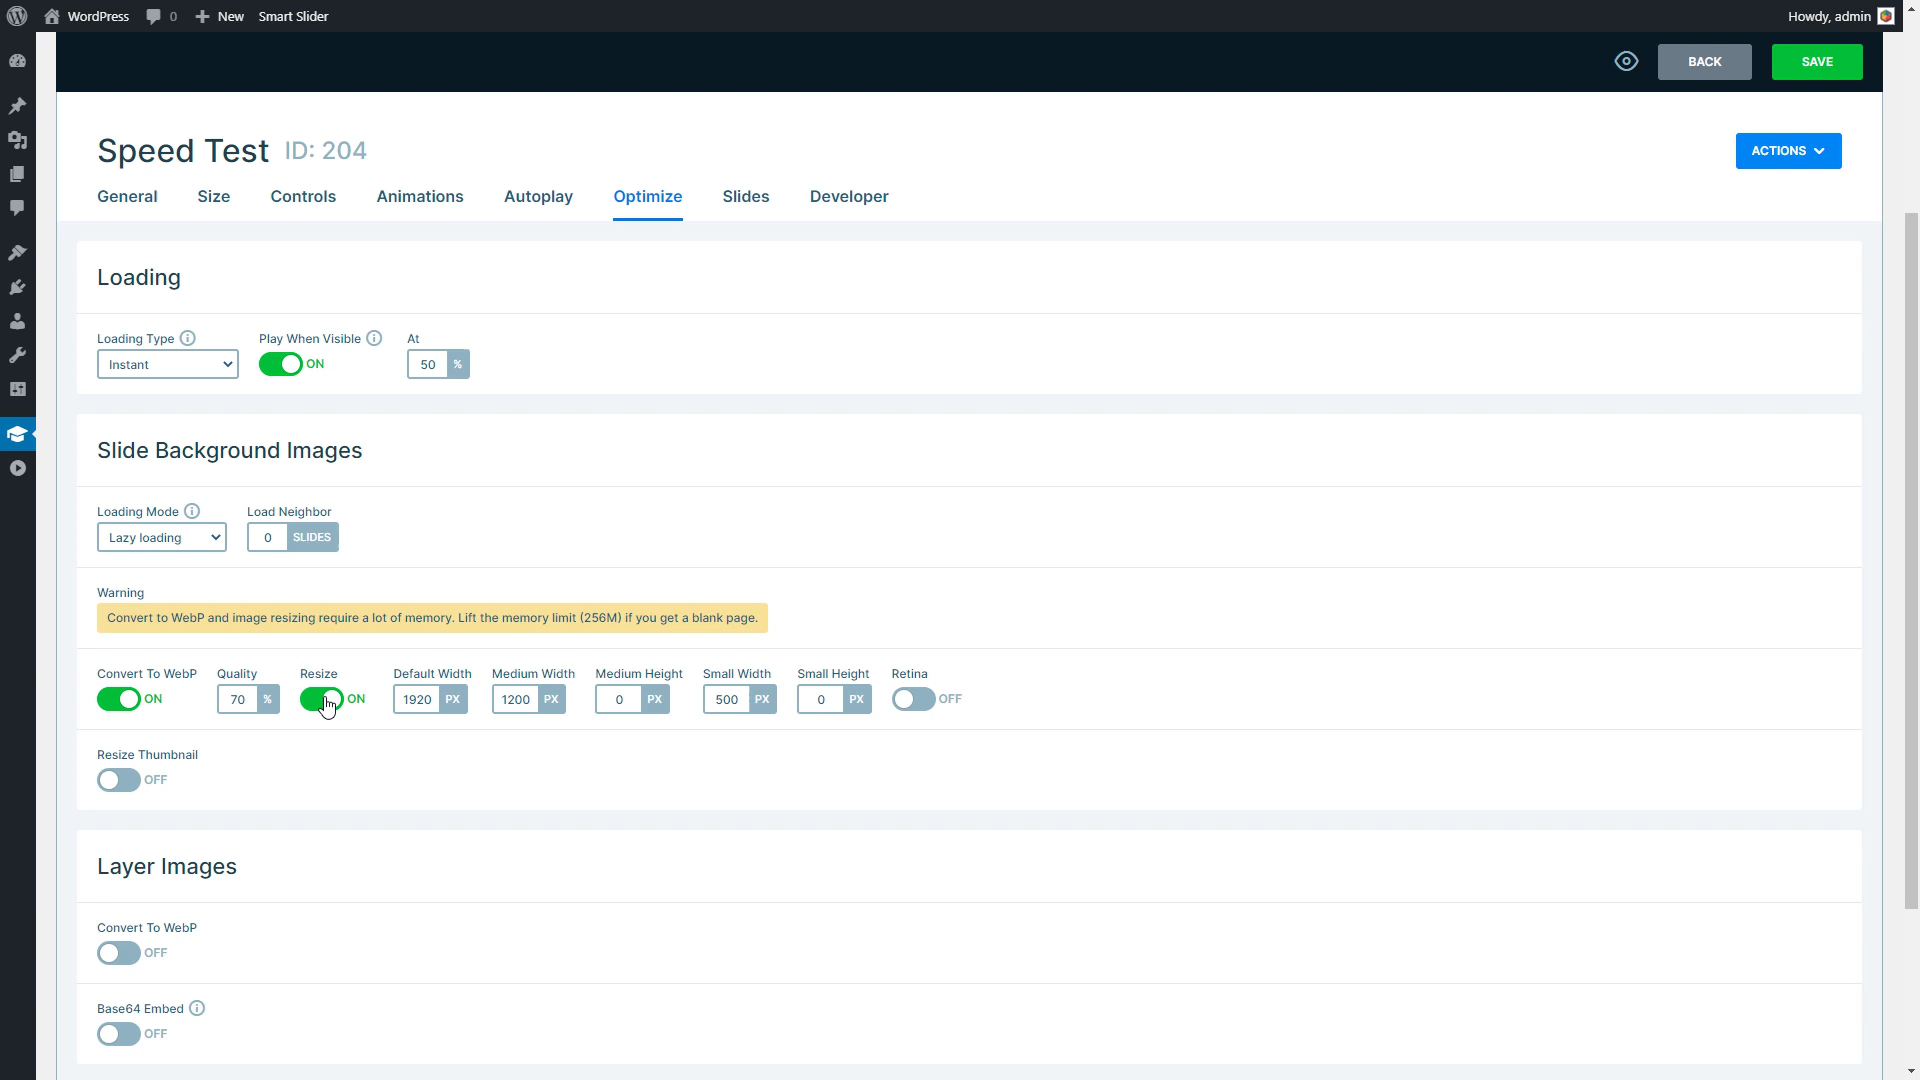 WordPress 0 New Smart Slider Howdy, admin
BACK SAVE
Speed Test ID: 204
ACTIONS
General Size Controls Animations Autoplay Optimize Slides Developer
Loading
Loading Type Play When Visible At
Instant ON 50 %
Slide Background Images
Loading Mode Load Neighbor
Lazy loading 0 SLIDES
Warning
Convert to WebP and image resizing require a lot of memory. Lift the memory limit (256M) if you get a blank page.
Convert To WebP Quality Resize Default Width Medium Width Medium Height Small Width Small Height Retina
ON 70 % ON 1920 PX 1200 PX 0 PX 500 PX 0 PX OFF
Resize Thumbnail
OFF
Layer Images
Convert To WebP
OFF
Base64 Embed
OFF